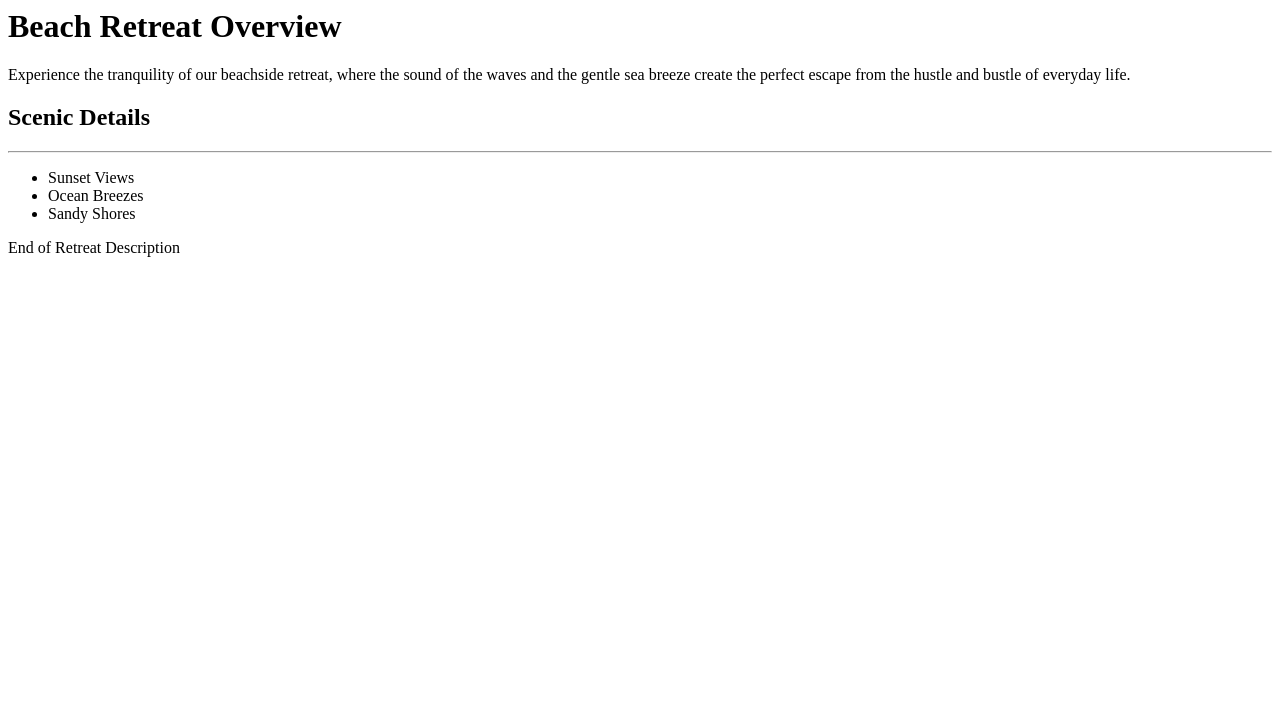 Beach Retreat Overview
Experience the tranquility of our beachside retreat, where the sound of the waves and the gentle sea breeze create the perfect escape from the hustle and bustle of everyday life.
Scenic Details
Sunset Views
Ocean Breezes
Sandy Shores
End of Retreat Description